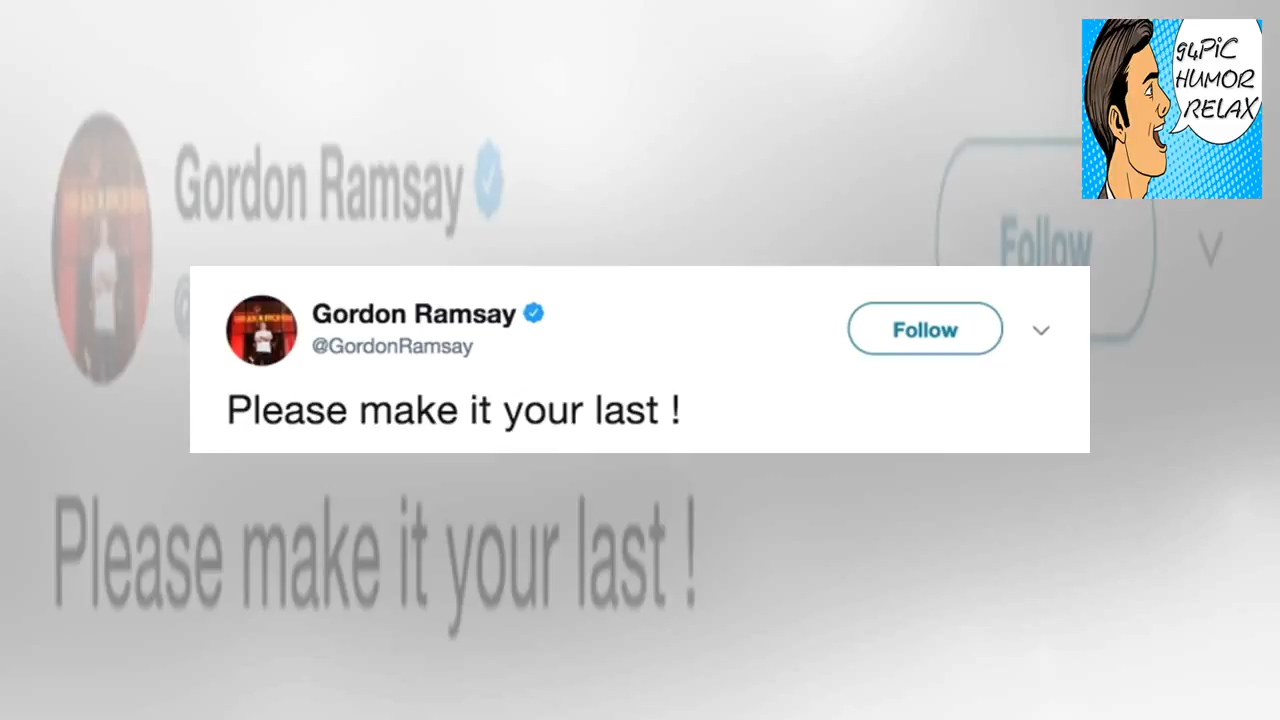 94PiC
HUMOR
RELAX
Gordon Ramsay
Follow
@
Gordon Ramsay
@GordonRamsay
Follow
Please make it your last !
Please make it your last !